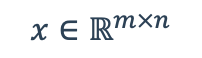 x ∈ ℝ^{m×n}